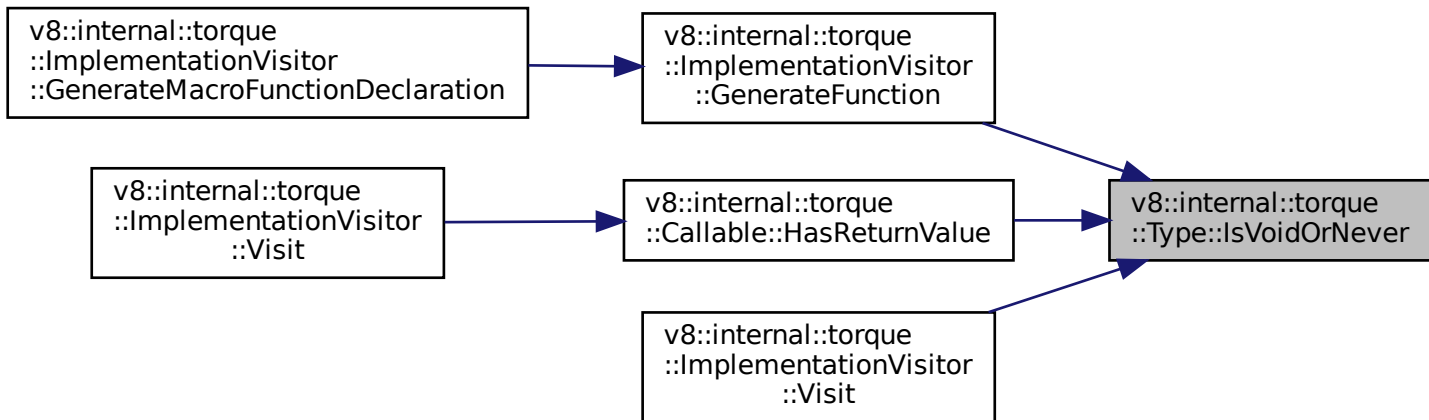 v8::internal::torque
::ImplementationVisitor
::GenerateMacroFunctionDeclaration
v8::internal::torque
::ImplementationVisitor
::GenerateFunction
v8::internal::torque
::ImplementationVisitor
::Visit
v8::internal::torque
::Callable::HasReturnValue
v8::internal::torque
::Type::IsVoidOrNever
v8::internal::torque
::ImplementationVisitor
::Visit